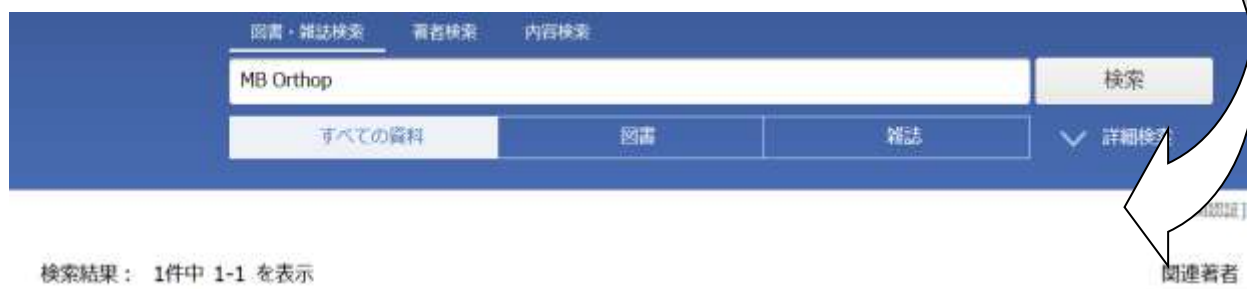 図書・雑誌検索 著者検索 内容検索
MB Orthop 検索
すべての資料 図書 雑誌 詳細検索
検索結果： 1件中 1-1 を表示 関連著者